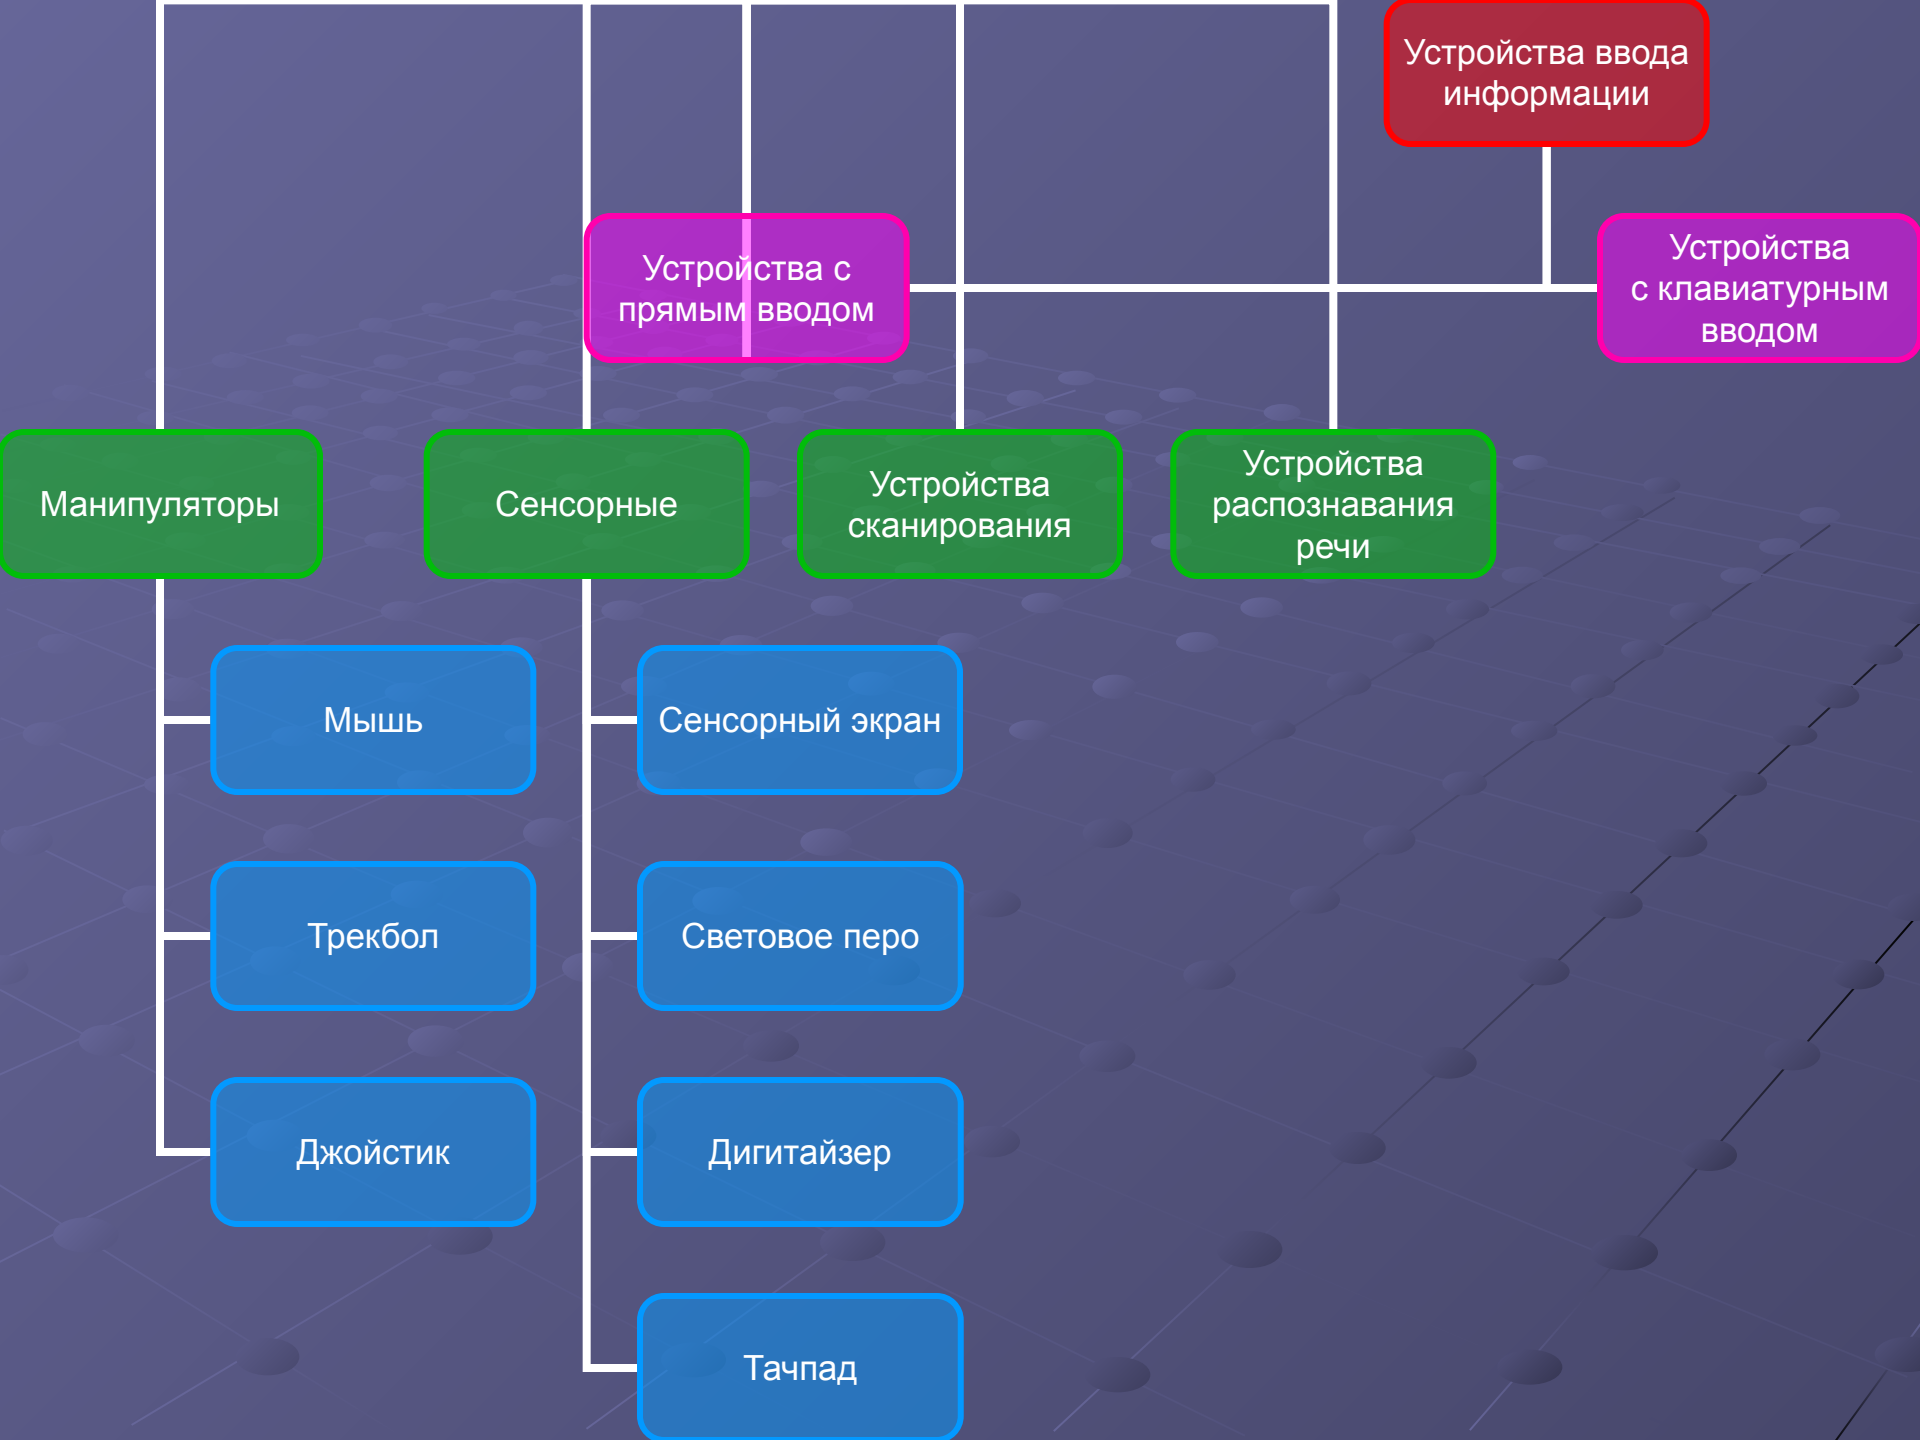 Устройства ввода
информации
Устройства с
прямым вводом
Устройства
с клавиатурным
вводом
Манипуляторы
Сенсорные
Устройства
сканирования
Устройства
распознавания
речи
Мышь
Сенсорный экран
Трекбол
Световое перо
Джойстик
Дигитайзер
Тачпад